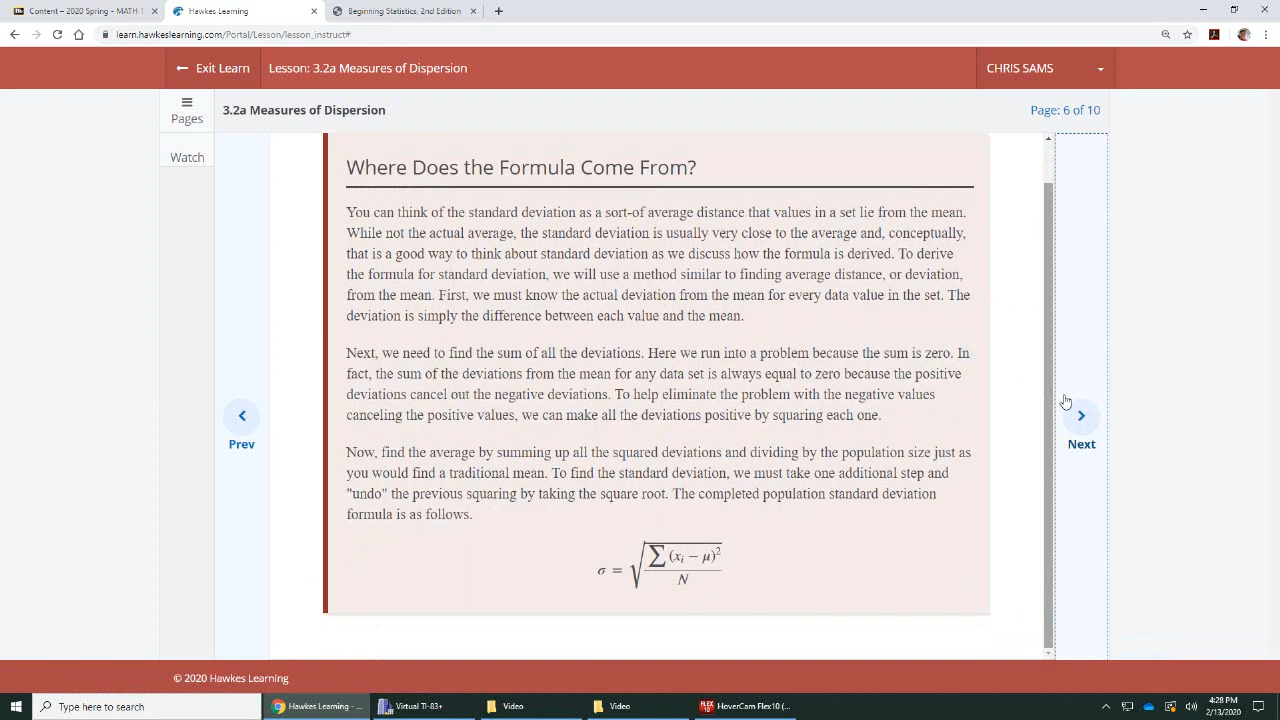 Content – 2020 Spring - MATH 1
Hawkes Learning
Beginning Statistics, 2nd Edition
learn.hawkeslearning.com/Portal/Lesson/lesson_instruct#
Exit Learn
Lesson: 3.2a Measures of Dispersion
CHRIS SAMS
Pages
3.2a Measures of Dispersion
Page: 6 of 10
Watch
Where Does the Formula Come From?
You can think of the standard deviation as a sort-of average distance that values in a set lie from the mean.
While not the actual average, the standard deviation is usually very close to the average and, conceptually,
that is a good way to think about standard deviation as we discuss how the formula is derived. To derive
the formula for standard deviation, we will use a method similar to finding average distance, or deviation,
from the mean. First, we must know the actual deviation from the mean for every data value in the set. The
deviation is simply the difference between each value and the mean.
Next, we need to find the sum of all the deviations. Here we run into a problem because the sum is zero. In
fact, the sum of the deviations from the mean for any data set is always equal to zero because the positive
deviations cancel out the negative deviations. To help eliminate the problem with the negative values
canceling the positive values, we can make all the deviations positive by squaring each one.
Now, find the average by summing up all the squared deviations and dividing by the population size just as
you would find a traditional mean. To find the standard deviation, we must take one additional step and
"undo" the previous squaring by taking the square root. The completed population standard deviation
formula is as follows.
σ = √(∑ (xᵢ − μ)² / N)
Prev
Next
© 2020 Hawkes Learning
Type here to search
Hawkes Learning -...
Virtual TI-83+
Video
Video
HoverCam Flex10 (...
4:28 PM
2/13/2020